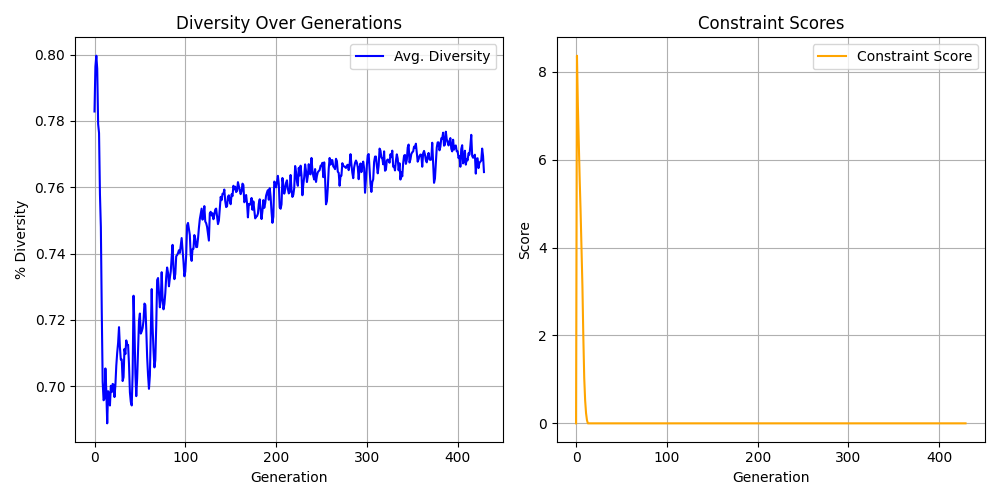 Diversity Over Generations
Avg. Diversity
% Diversity
0.80
0.78
0.76
0.74
0.72
0.70
0
100
200
300
400
Generation
Constraint Scores
Constraint Score
Score
8
6
4
2
0
0
100
200
300
400
Generation